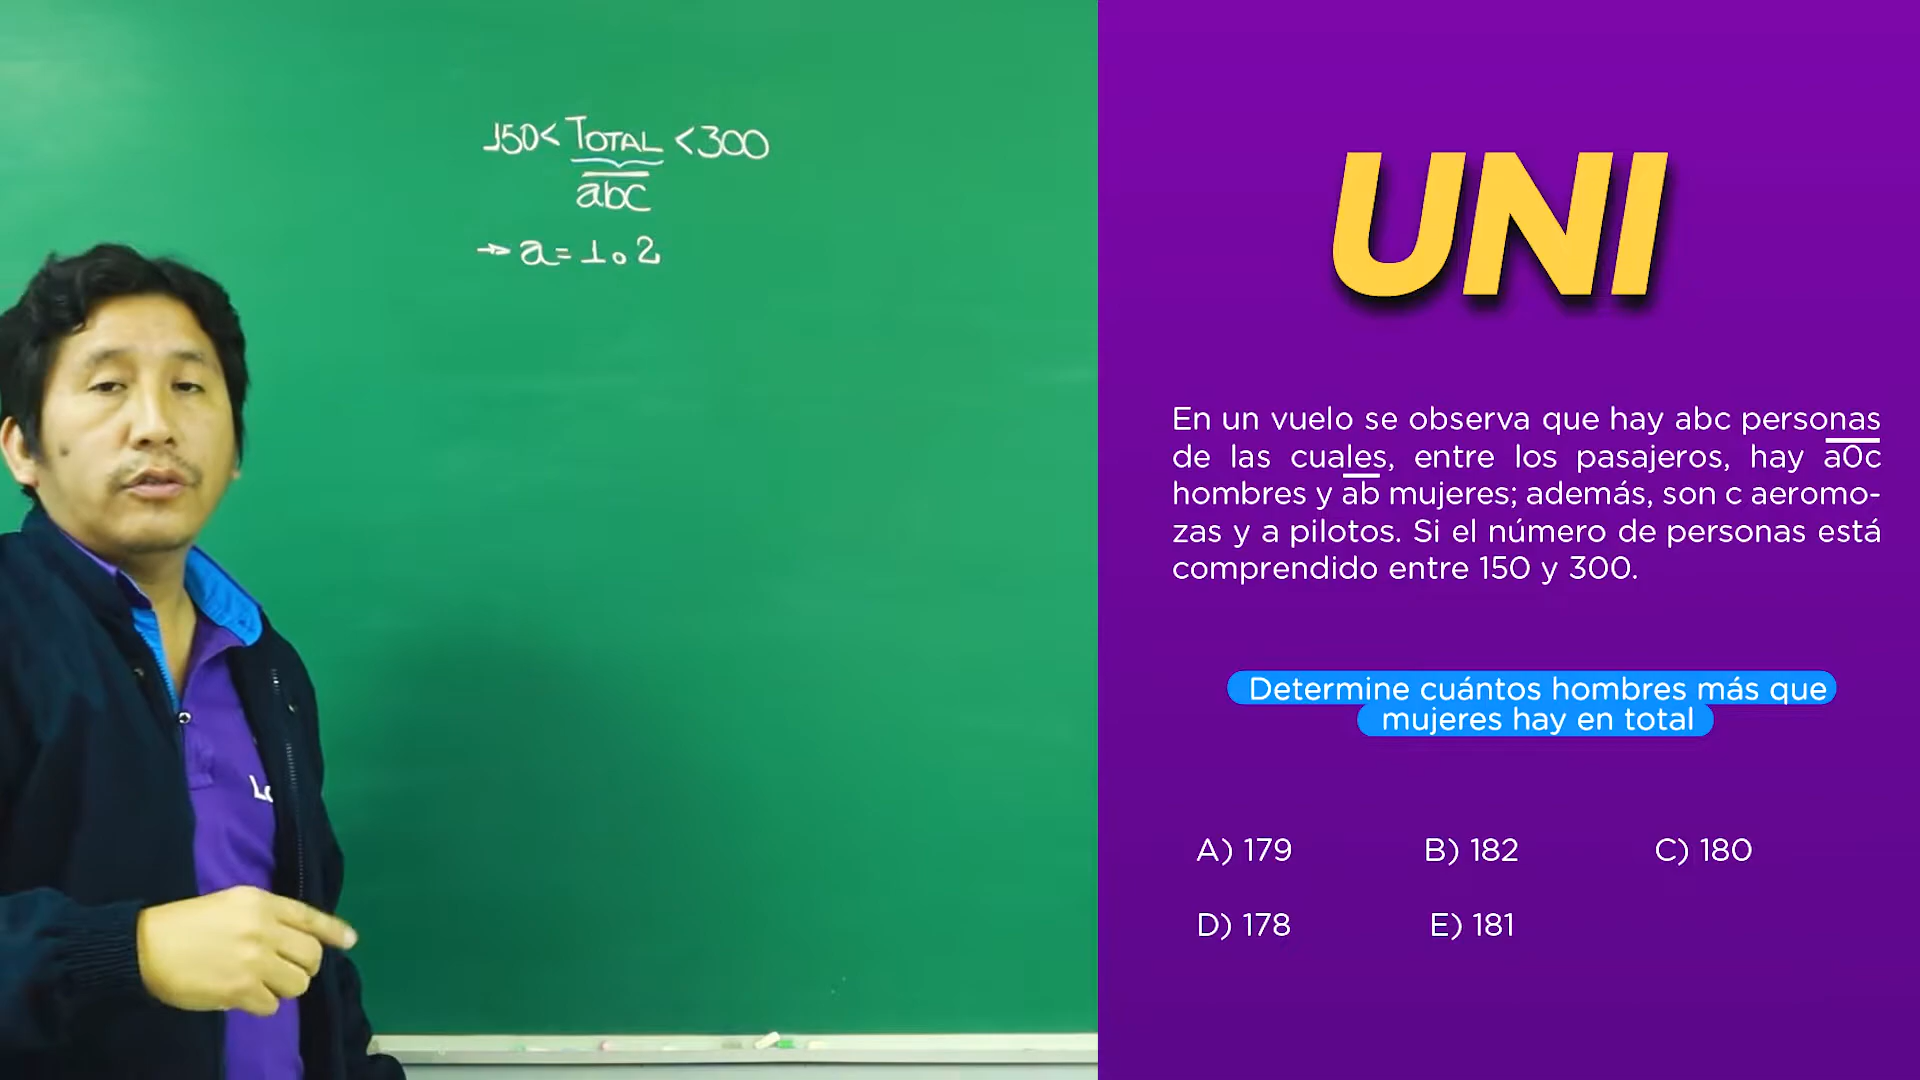 150< TOTAL <300
abc
→ a = 1 o 2
Lo
UNI
En un vuelo se observa que hay abc personas
de las cuales, entre los pasajeros, hay a0c
hombres y ab mujeres; además, son c aeromo-
zas y a pilotos. Si el número de personas está
comprendido entre 150 y 300.
Determine cuántos hombres más que
mujeres hay en total
A) 179
B) 182
C) 180
D) 178
E) 181